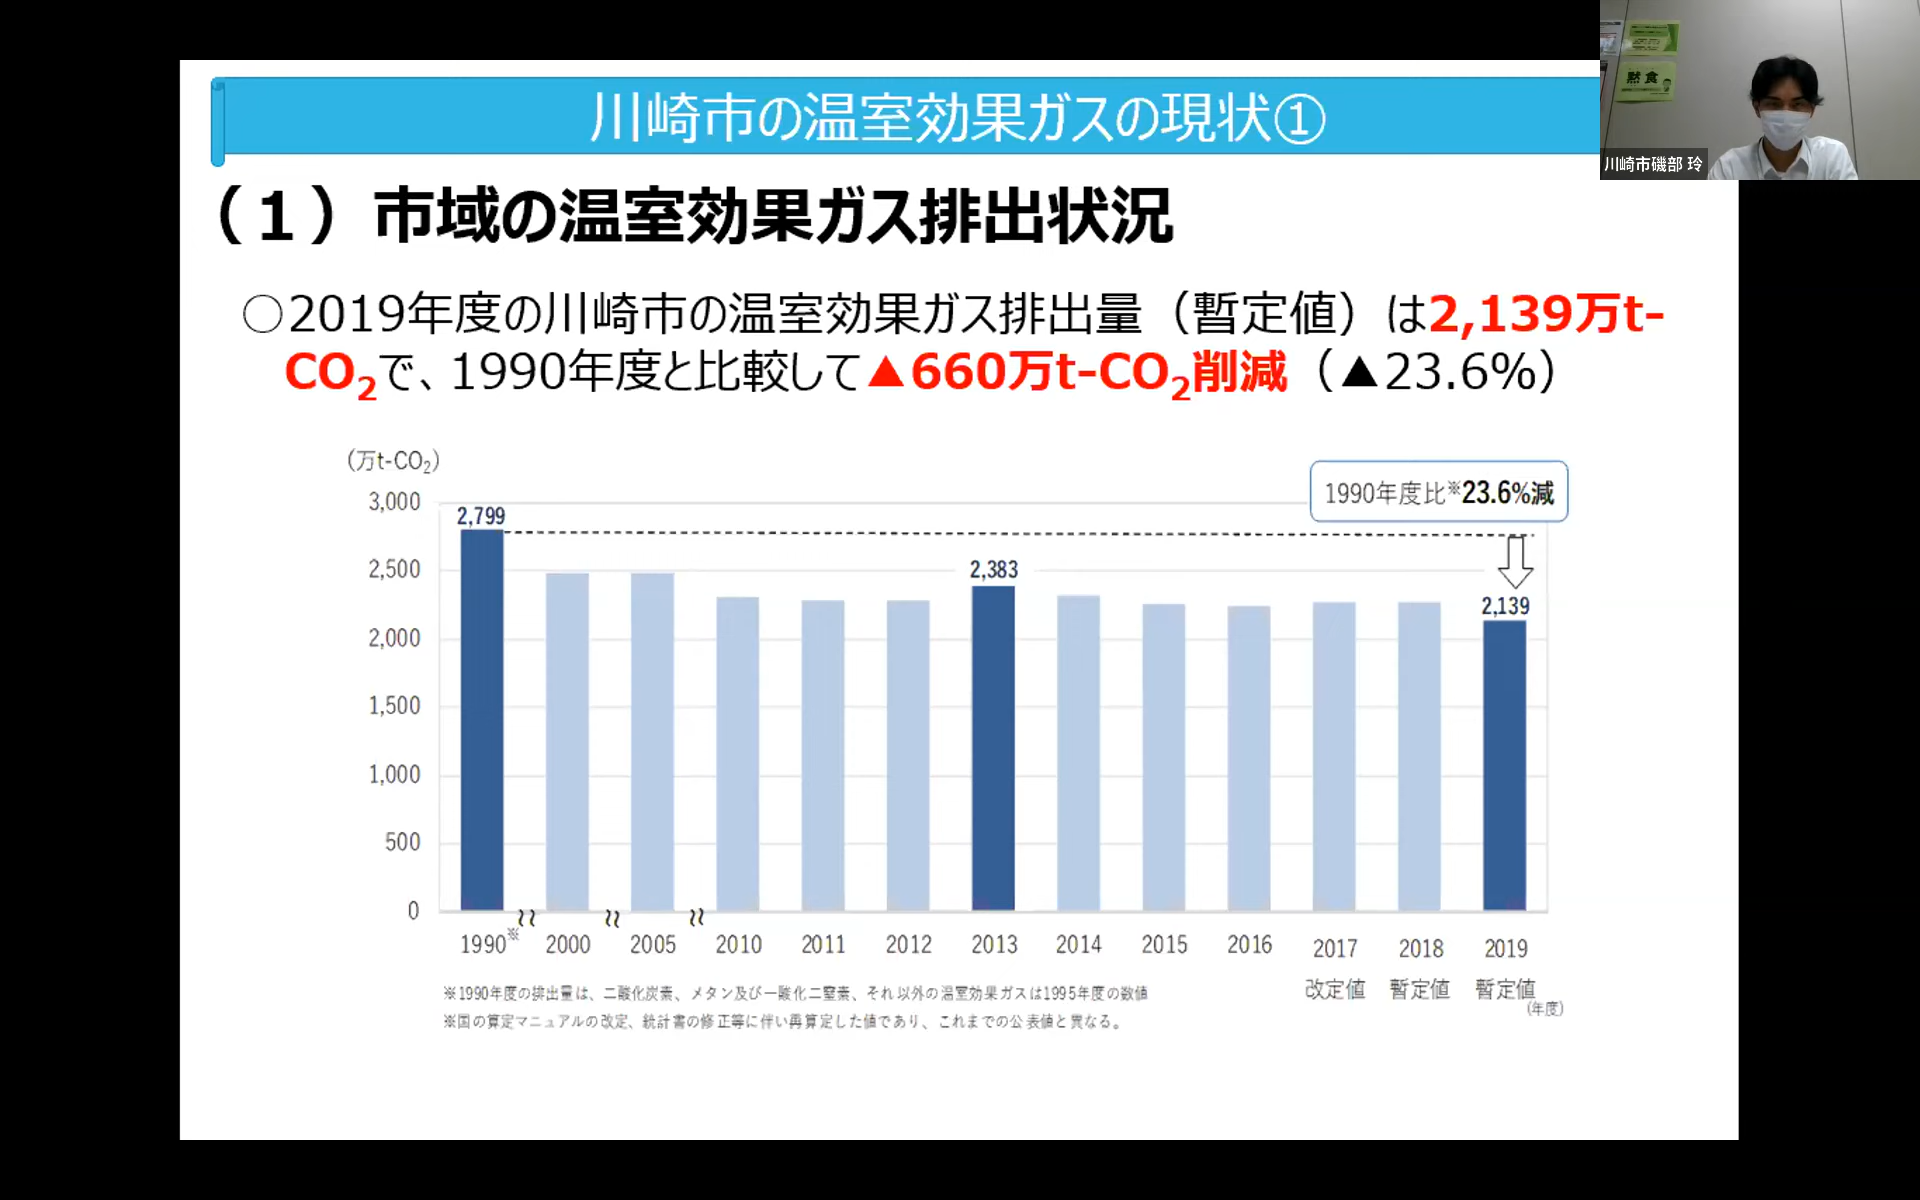 川崎市の温室効果ガスの現状①
黙食
川崎市磯部 玲
（１）市域の温室効果ガス排出状況
○2019年度の川崎市の温室効果ガス排出量（暫定値）は2,139万t-
CO₂で、1990年度と比較して▲660万t-CO₂削減（▲23.6%）
（万t-CO₂）
1990年度比※23.6%減
3,000
2,500
2,000
1,500
1,000
500
0
2,799
2,383
2,139
1990※ 2000 2005 2010 2011 2012 2013 2014 2015 2016 2017 2018 2019
改定値 暫定値 暫定値
（年度）
※1990年度の排出量は、二酸化炭素、メタン及び一酸化二窒素、それ以外の温室効果ガスは1995年度の数値
※国の算定マニュアルの改定、統計書の修正等に伴い再算定した値であり、これまでの公表値と異なる。